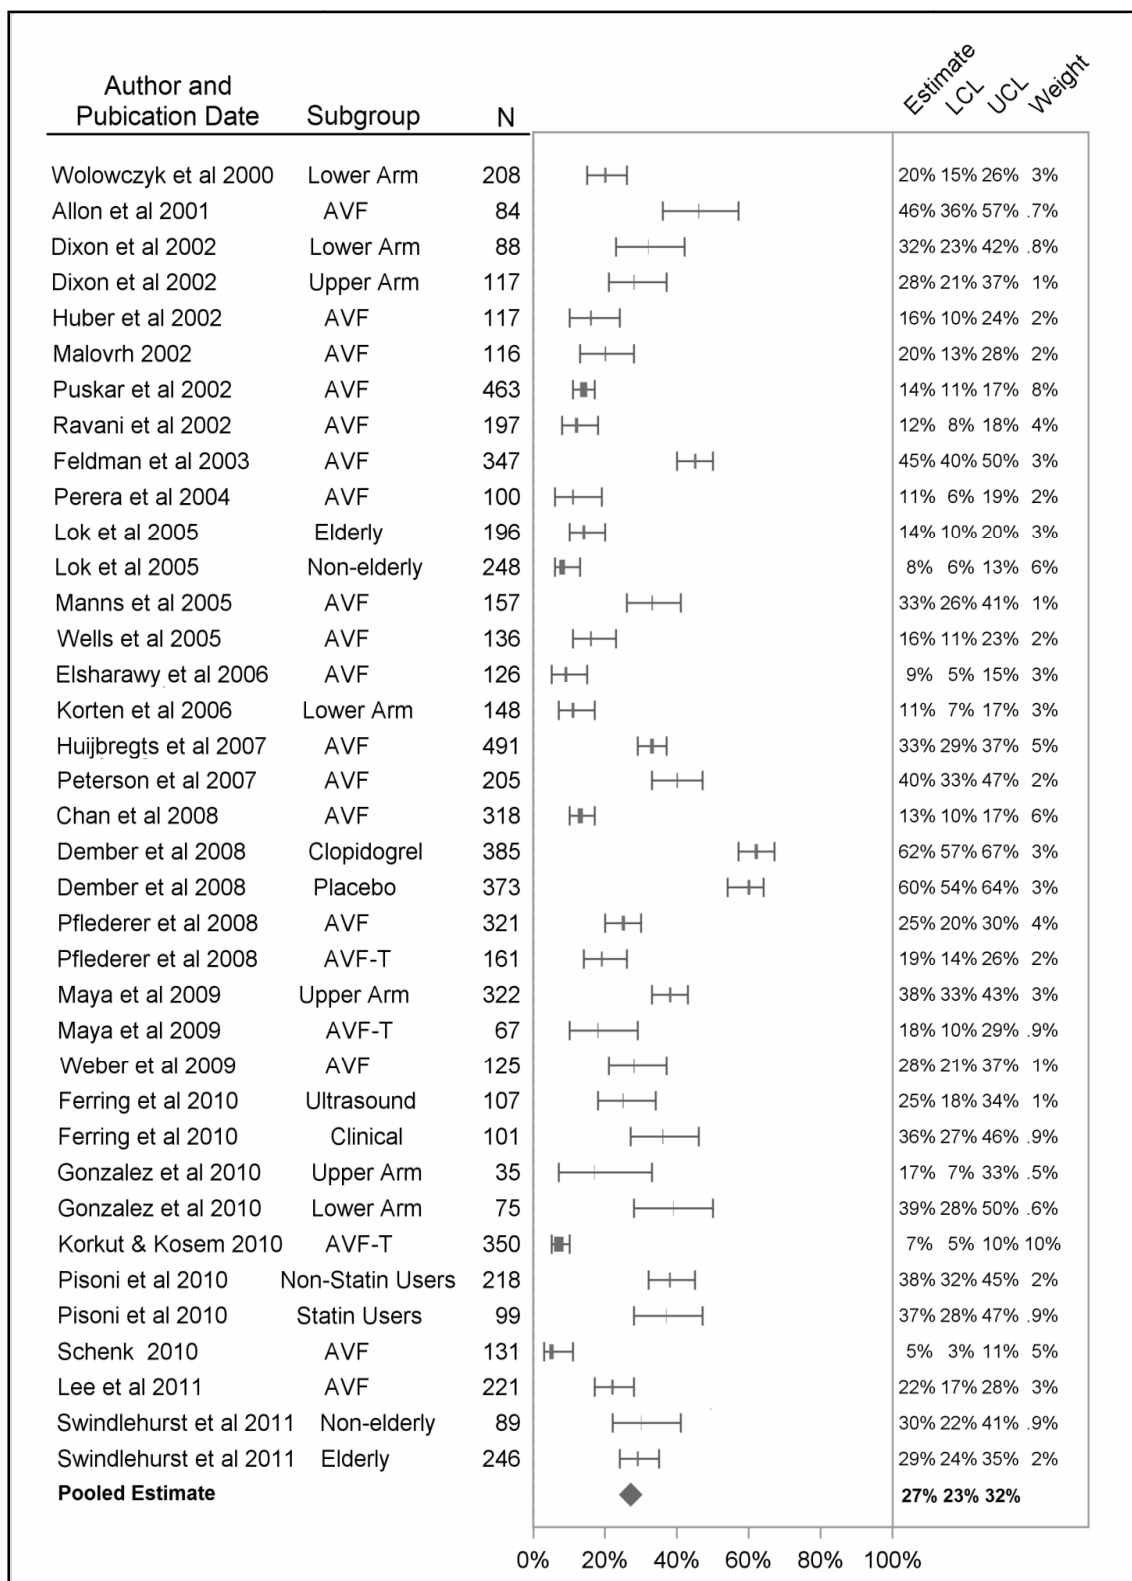 Author and Pubication Date Subgroup N Estimate LCL UCL Weight
Wolowczyk et al 2000 Lower Arm 208 20% 15% 26% 3%
Allon et al 2001 AVF 84 46% 36% 57% .7%
Dixon et al 2002 Lower Arm 88 32% 23% 42% .8%
Dixon et al 2002 Upper Arm 117 28% 21% 37% 1%
Huber et al 2002 AVF 117 16% 10% 24% 2%
Malovrh 2002 AVF 116 20% 13% 28% 2%
Puskar et al 2002 AVF 463 14% 11% 17% 8%
Ravani et al 2002 AVF 197 12% 8% 18% 4%
Feldman et al 2003 AVF 347 45% 40% 50% 3%
Perera et al 2004 AVF 100 11% 6% 19% 2%
Lok et al 2005 Elderly 196 14% 10% 20% 3%
Lok et al 2005 Non-elderly 248 8% 6% 13% 6%
Manns et al 2005 AVF 157 33% 26% 41% 1%
Wells et al 2005 AVF 136 16% 11% 23% 2%
Elsharawy et al 2006 AVF 126 9% 5% 15% 3%
Korten et al 2006 Lower Arm 148 11% 7% 17% 3%
Huijbregts et al 2007 AVF 491 33% 29% 37% 5%
Peterson et al 2007 AVF 205 40% 33% 47% 2%
Chan et al 2008 AVF 318 13% 10% 17% 6%
Dember et al 2008 Clopidogrel 385 62% 57% 67% 3%
Dember et al 2008 Placebo 373 60% 54% 64% 3%
Pflederer et al 2008 AVF 321 25% 20% 30% 4%
Pflederer et al 2008 AVF-T 161 19% 14% 26% 2%
Maya et al 2009 Upper Arm 322 38% 33% 43% 3%
Maya et al 2009 AVF-T 67 18% 10% 29% .9%
Weber et al 2009 AVF 125 28% 21% 37% 1%
Ferring et al 2010 Ultrasound 107 25% 18% 34% 1%
Ferring et al 2010 Clinical 101 36% 27% 46% .9%
Gonzalez et al 2010 Upper Arm 35 17% 7% 33% .5%
Gonzalez et al 2010 Lower Arm 75 39% 28% 50% .6%
Korkut & Kosem 2010 AVF-T 350 7% 5% 10% 10%
Pisoni et al 2010 Non-Statin Users 218 38% 32% 45% 2%
Pisoni et al 2010 Statin Users 99 37% 28% 47% .9%
Schenk 2010 AVF 131 5% 3% 11% 5%
Lee et al 2011 AVF 221 22% 17% 28% 3%
Swindlehurst et al 2011 Non-elderly 89 30% 22% 41% .9%
Swindlehurst et al 2011 Elderly 246 29% 24% 35% 2%
Pooled Estimate 27% 23% 32%
0% 20% 40% 60% 80% 100%